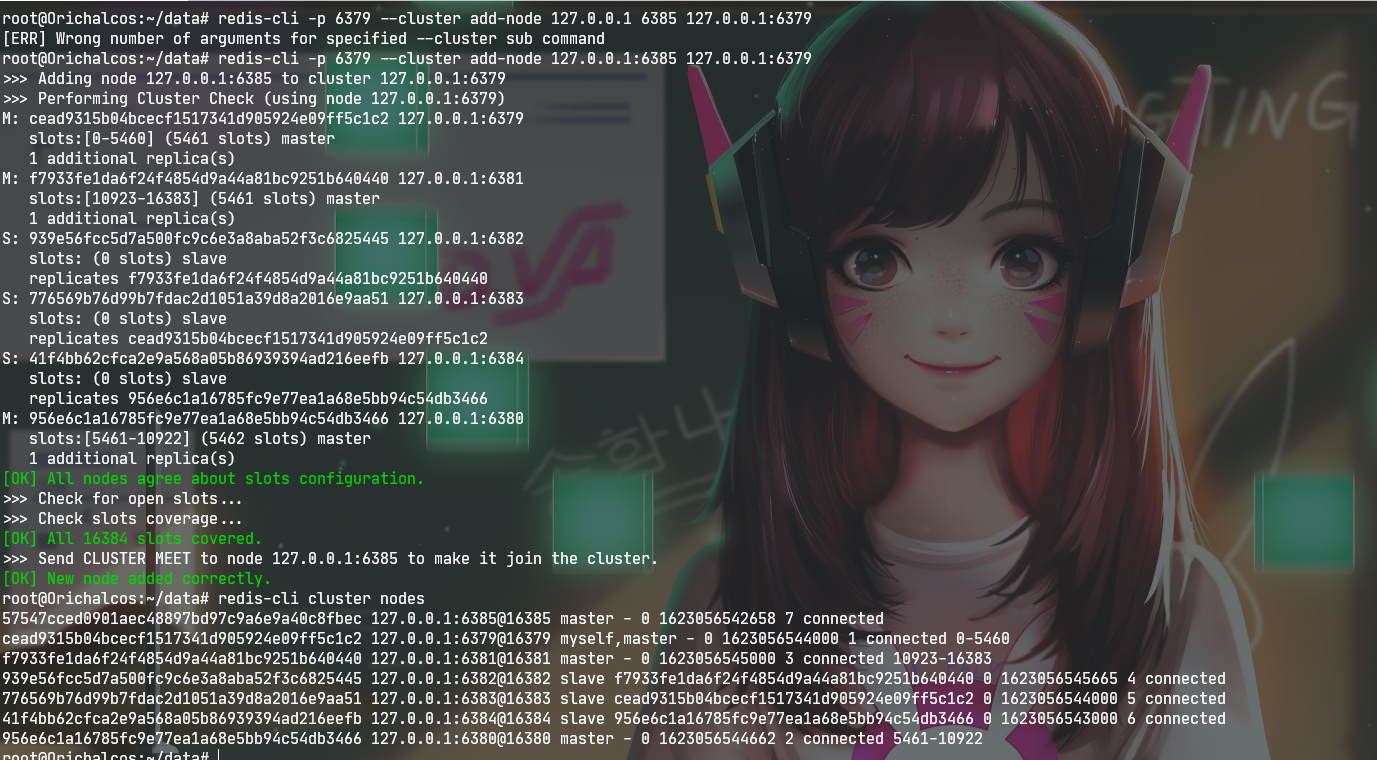 root@Orichalcos:~/data# redis-cli -p 6379 --cluster add-node 127.0.0.1 6385 127.0.0.1:6379
[ERR] Wrong number of arguments for specified --cluster sub command
root@Orichalcos:~/data# redis-cli -p 6379 --cluster add-node 127.0.0.1:6385 127.0.0.1:6379
>>> Adding node 127.0.0.1:6385 to cluster 127.0.0.1:6379
>>> Performing Cluster Check (using node 127.0.0.1:6379)
M: cead9315b04bcecf1517341d905924e09ff5c1c2 127.0.0.1:6379
slots:[0-5460] (5461 slots) master
1 additional replica(s)
M: f7933fe1da6f24f4854d9a44a81bc9251b640440 127.0.0.1:6381
slots:[10923-16383] (5461 slots) master
1 additional replica(s)
S: 939e56fcc5d7a500fc9c6e3a8aba52f3c6825445 127.0.0.1:6382
slots: (0 slots) slave
replicates f7933fe1da6f24f4854d9a44a81bc9251b640440
S: 776569b76d99b7fdac2d1051a39d8a2016e9aa51 127.0.0.1:6383
slots: (0 slots) slave
replicates cead9315b04bcecf1517341d905924e09ff5c1c2
S: 41f4bb62cfca2e9a568a05b86939394ad216eefb 127.0.0.1:6384
slots: (0 slots) slave
replicates 956e6c1a16785fc9e77ea1a68e5bb94c54db3466
M: 956e6c1a16785fc9e77ea1a68e5bb94c54db3466 127.0.0.1:6380
slots:[5461-10922] (5462 slots) master
1 additional replica(s)
[OK] All nodes agree about slots configuration.
>>> Check for open slots...
>>> Check slots coverage...
[OK] All 16384 slots covered.
>>> Send CLUSTER MEET to node 127.0.0.1:6385 to make it join the cluster.
[OK] New node added correctly.
root@Orichalcos:~/data# redis-cli cluster nodes
57547cced0901aec48897bd97c9a6e9a40c8fbec 127.0.0.1:6385@16385 master - 0 1623056542658 7 connected
cead9315b04bcecf1517341d905924e09ff5c1c2 127.0.0.1:6379@16379 myself,master - 0 1623056544000 1 connected 0-5460
f7933fe1da6f24f4854d9a44a81bc9251b640440 127.0.0.1:6381@16381 master - 0 1623056545000 3 connected 10923-16383
939e56fcc5d7a500fc9c6e3a8aba52f3c6825445 127.0.0.1:6382@16382 slave f7933fe1da6f24f4854d9a44a81bc9251b640440 0 1623056545665 4 connected
776569b76d99b7fdac2d1051a39d8a2016e9aa51 127.0.0.1:6383@16383 slave cead9315b04bcecf1517341d905924e09ff5c1c2 0 1623056544000 5 connected
41f4bb62cfca2e9a568a05b86939394ad216eefb 127.0.0.1:6384@16384 slave 956e6c1a16785fc9e77ea1a68e5bb94c54db3466 0 1623056543000 6 connected
956e6c1a16785fc9e77ea1a68e5bb94c54db3466 127.0.0.1:6380@16380 master - 0 1623056544662 2 connected 5461-10922
root@Orichalcos:~/data#